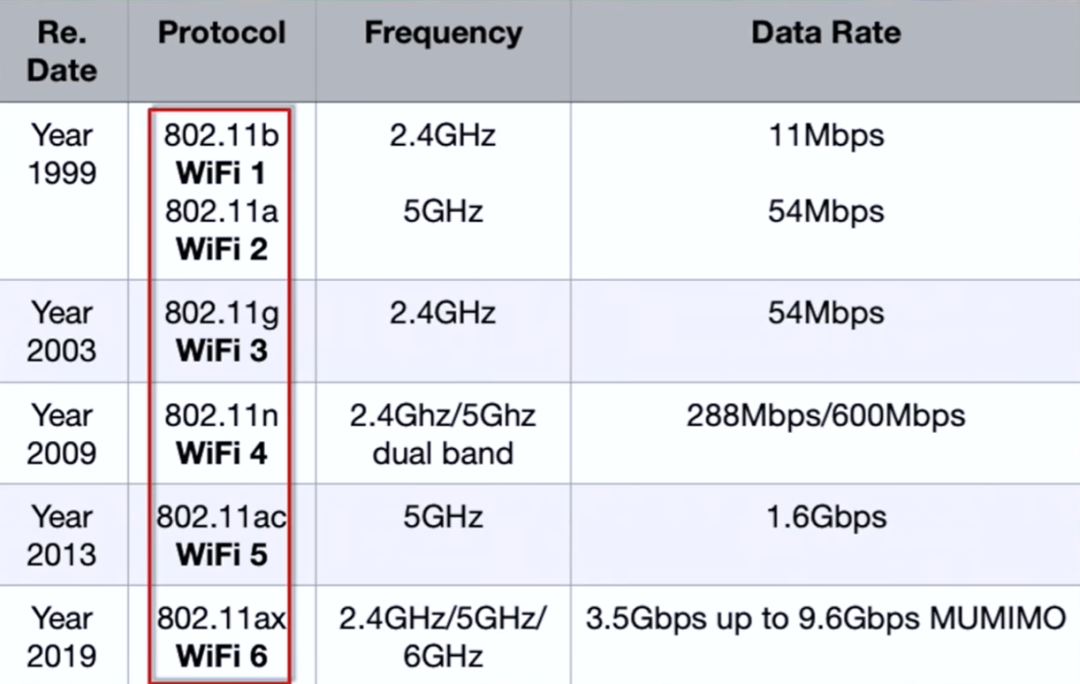 Re. Date Protocol Frequency Data Rate
Year 1999 802.11b 2.4GHz 11Mbps
WiFi 1
802.11a 5GHz 54Mbps
WiFi 2
Year 2003 802.11g 2.4GHz 54Mbps
WiFi 3
Year 2009 802.11n 2.4Ghz/5Ghz 288Mbps/600Mbps
WiFi 4 dual band
Year 2013 802.11ac 5GHz 1.6Gbps
WiFi 5
Year 2019 802.11ax 2.4GHz/5GHz/ 3.5Gbps up to 9.6Gbps MUMIMO
WiFi 6 6GHz